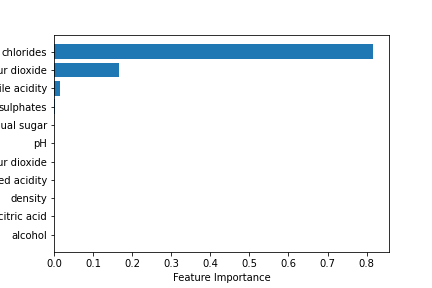 chlorides
ur dioxide
ile acidity
sulphates
ual sugar
pH
ur dioxide
ed acidity
density
citric acid
alcohol
0.0 0.1 0.2 0.3 0.4 0.5 0.6 0.7 0.8
Feature Importance